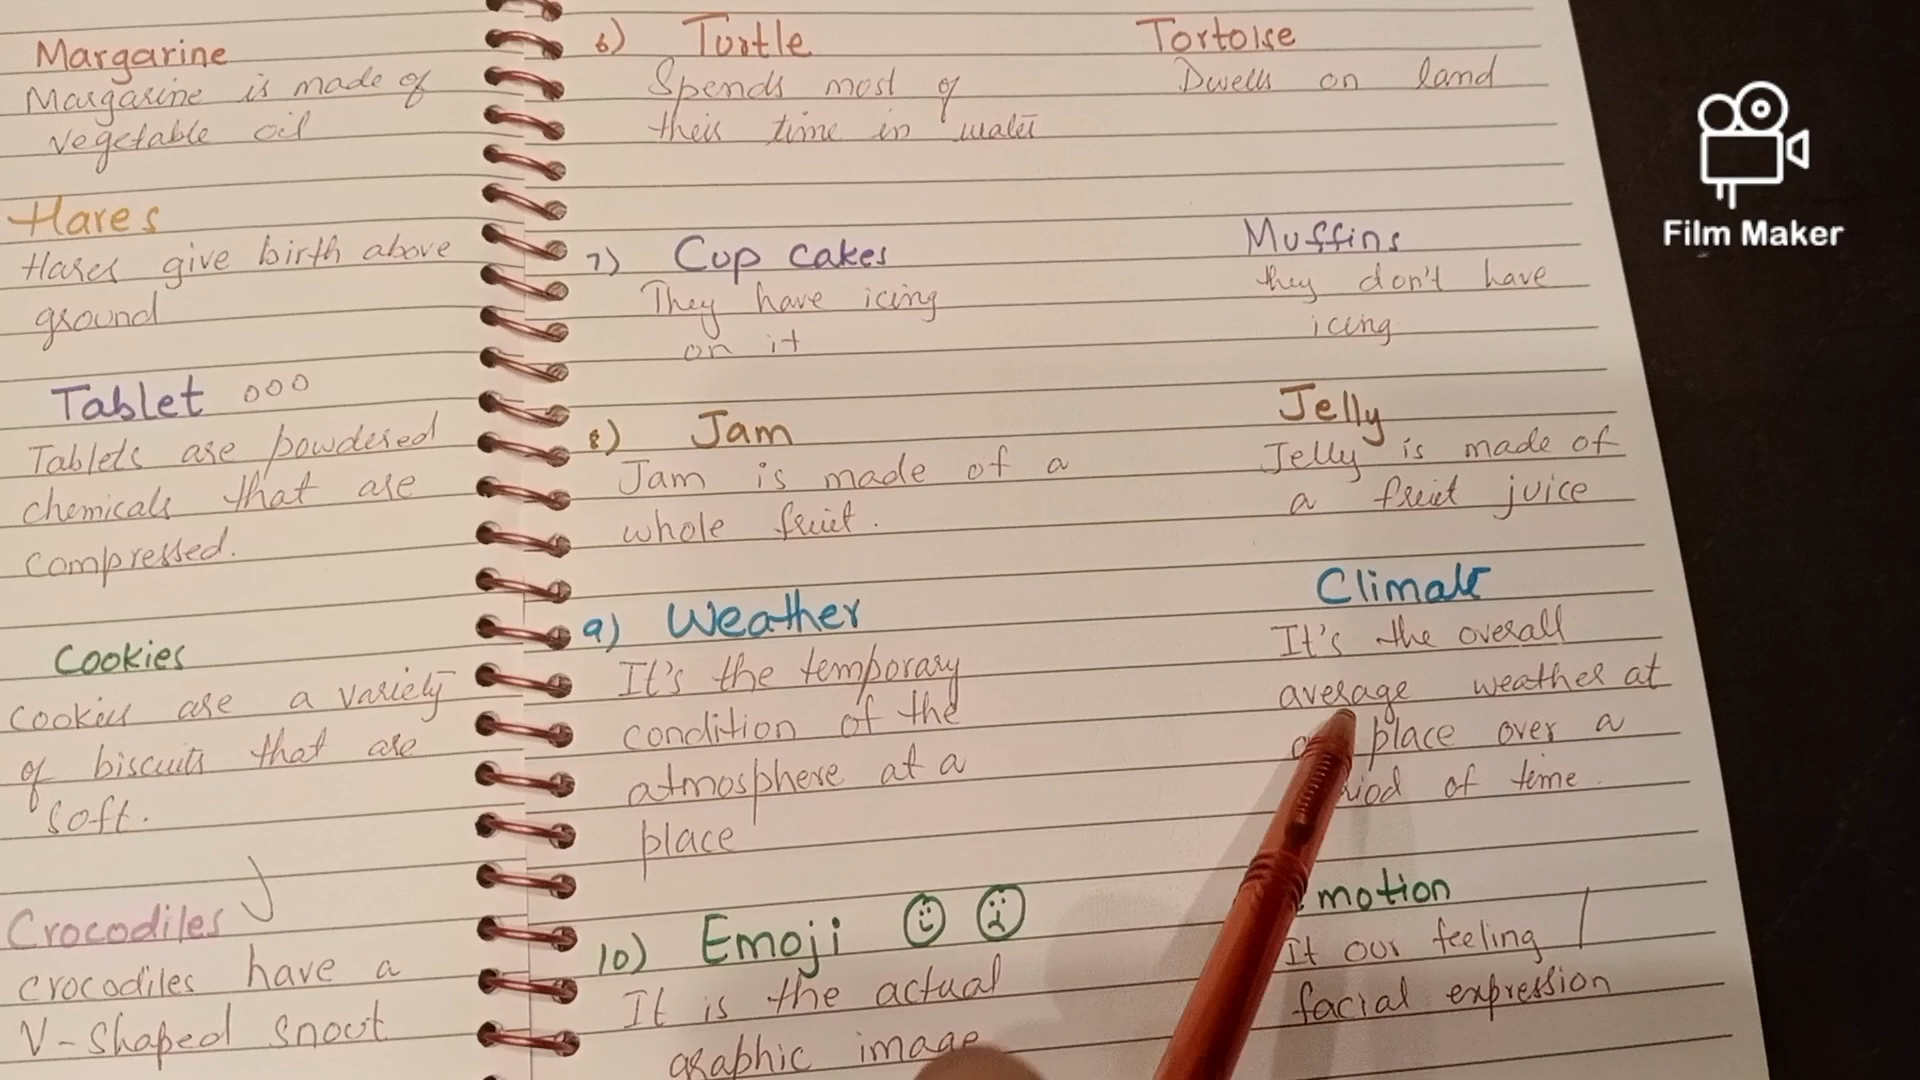 Margarine
Margarine is made of
vegetable oil
Hares
Hares give birth above
ground
Tablet
Tablets are powdered
chemicals that are
compressed.
Cookies
Cookies are a variety
of biscuits that are
soft.
Crocodiles
crocodiles have a
V-shaped snout
6) Turtle
Spends most of
their time in water
Tortoise
Dwells on land
7) Cup cakes
They have icing
on it
Muffins
they don't have
icing
8) Jam
Jam is made of a
whole fruit.
Jelly
Jelly is made of
a fruit juice
9) Weather
It's the temporary
condition of the
atmosphere at a
place
Climate
It's the overall
average weather at
place over a
of time.
10) Emoji
It is the actual
graphic image
motion
It our feeling /
facial expression
Film Maker